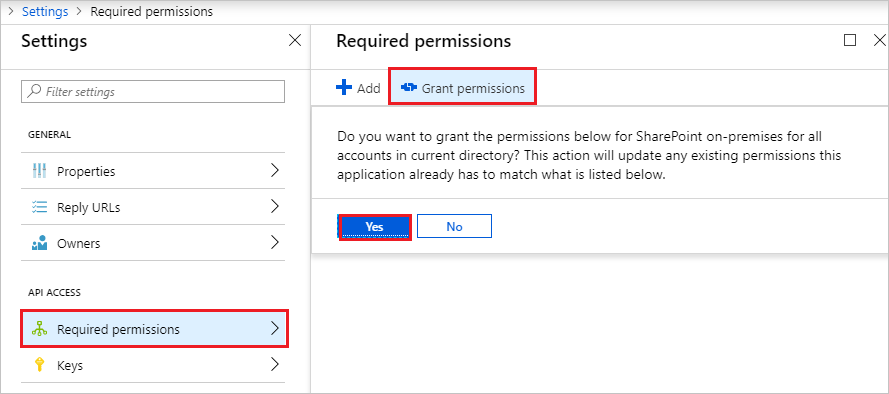 > Settings > Required permissions
Settings
Filter settings
GENERAL
Properties
Reply URLs
Owners
API ACCESS
Required permissions
Keys
Required permissions
Add
Grant permissions
Do you want to grant the permissions below for SharePoint on-premises for all
accounts in current directory? This action will update any existing permissions this
application already has to match what is listed below.
Yes
No